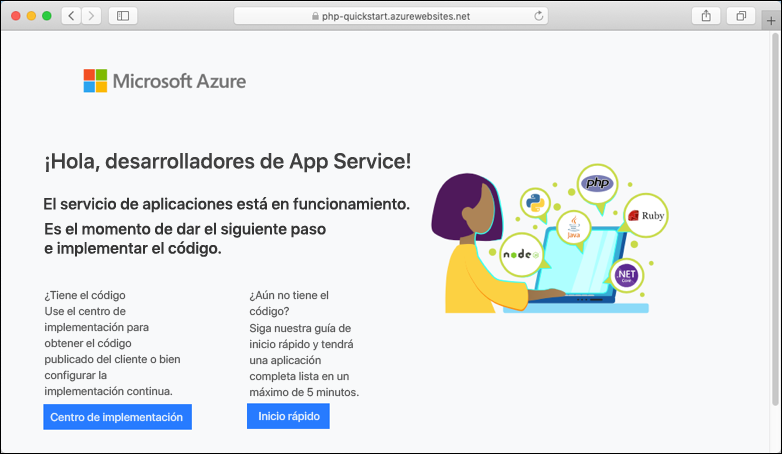 php-quickstart.azurewebsites.net
Microsoft Azure
¡Hola, desarrolladores de App Service!
El servicio de aplicaciones está en funcionamiento.
Es el momento de dar el siguiente paso
e implementar el código.
¿Tiene el código
Use el centro de
implementación para
obtener el código
publicado del cliente o bien
configurar la
implementación continua.
Centro de implementación
¿Aún no tiene el
código?
Siga nuestra guía de
inicio rápido y tendrá
una aplicación
completa lista en un
máximo de 5 minutos.
Inicio rápido
php
Ruby
Java
node
.NET
Core